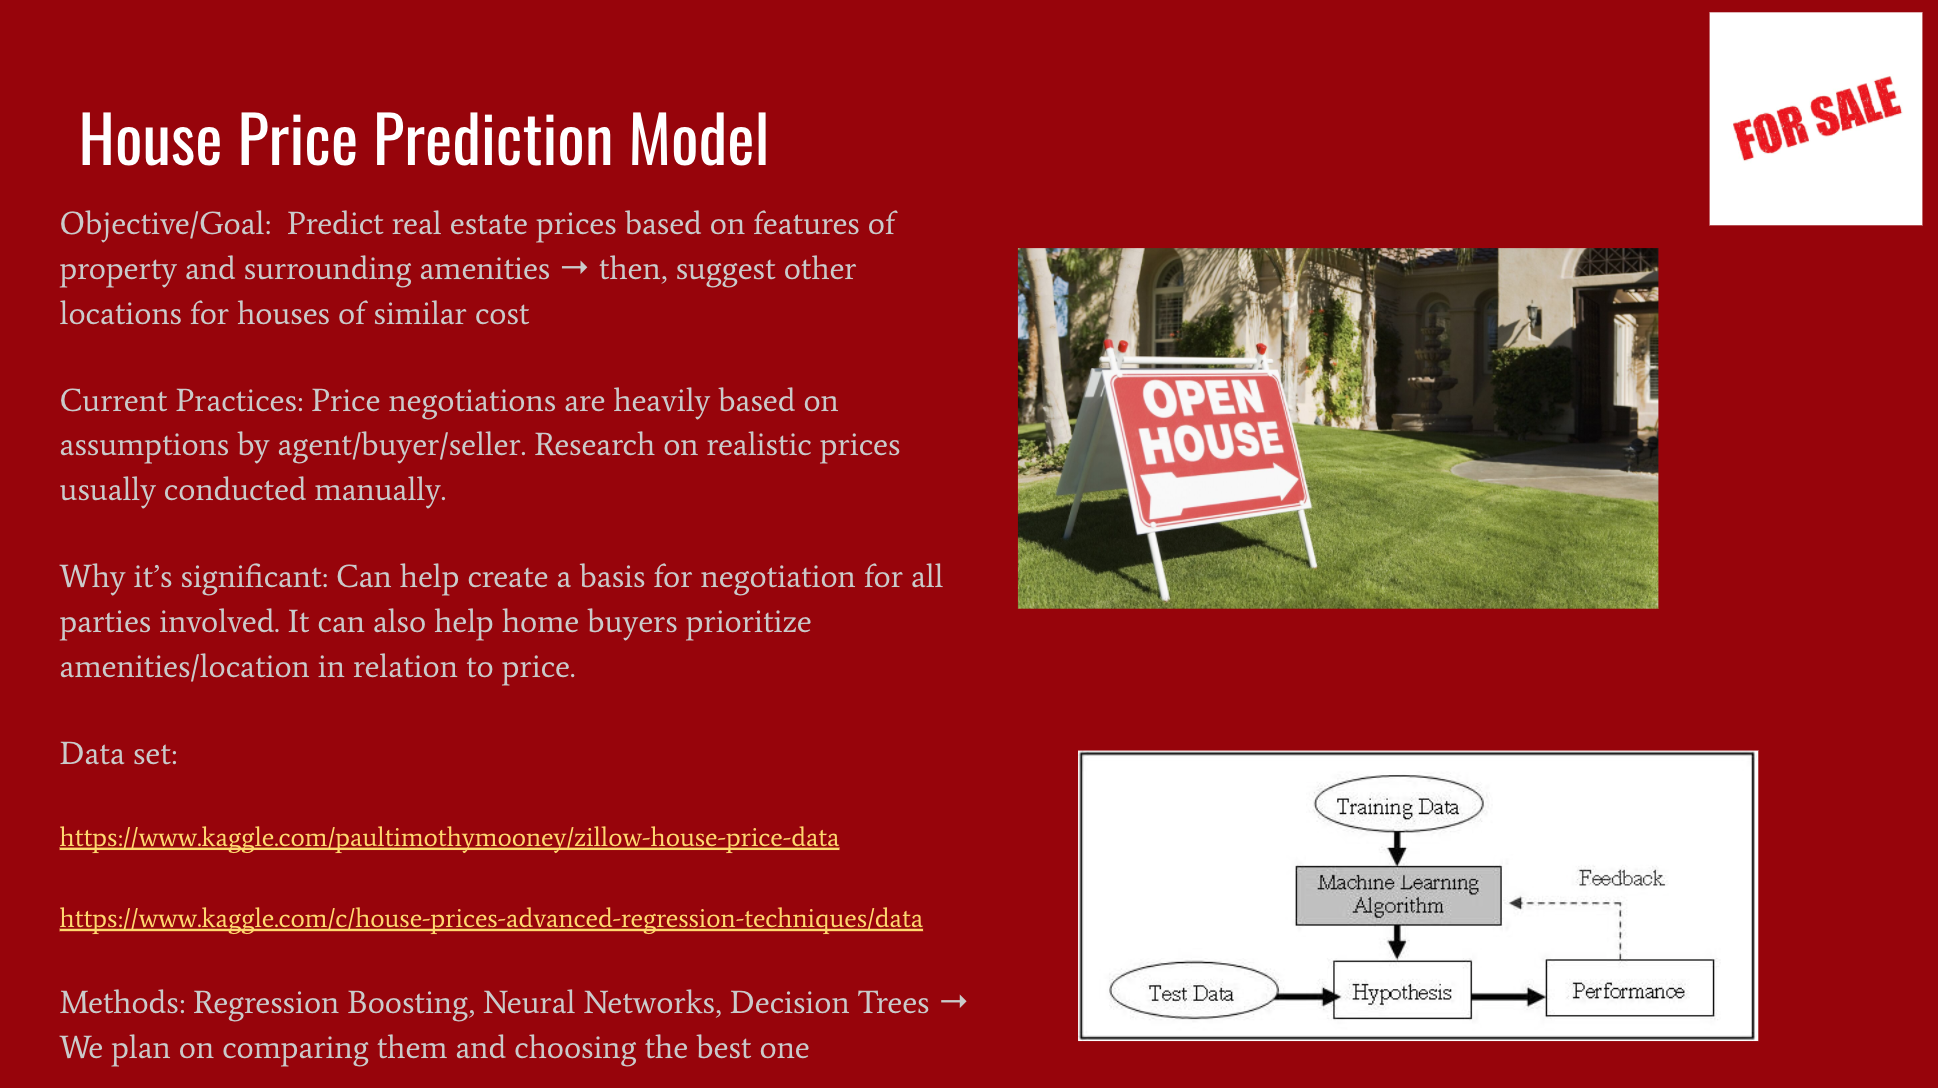 FOR SALE
House Price Prediction Model
Objective/Goal:  Predict real estate prices based on features of
property and surrounding amenities → then, suggest other
locations for houses of similar cost
Current Practices: Price negotiations are heavily based on
assumptions by agent/buyer/seller. Research on realistic prices
usually conducted manually.
Why it’s significant: Can help create a basis for negotiation for all
parties involved. It can also help home buyers prioritize
amenities/location in relation to price.
Data set:
https://www.kaggle.com/paultimothymooney/zillow-house-price-data
https://www.kaggle.com/c/house-prices-advanced-regression-techniques/data
Methods: Regression Boosting, Neural Networks, Decision Trees →
We plan on comparing them and choosing the best one
OPEN
HOUSE
Training Data
Machine Learning
Algorithm
Feedback
Test Data
Hypothesis
Performance